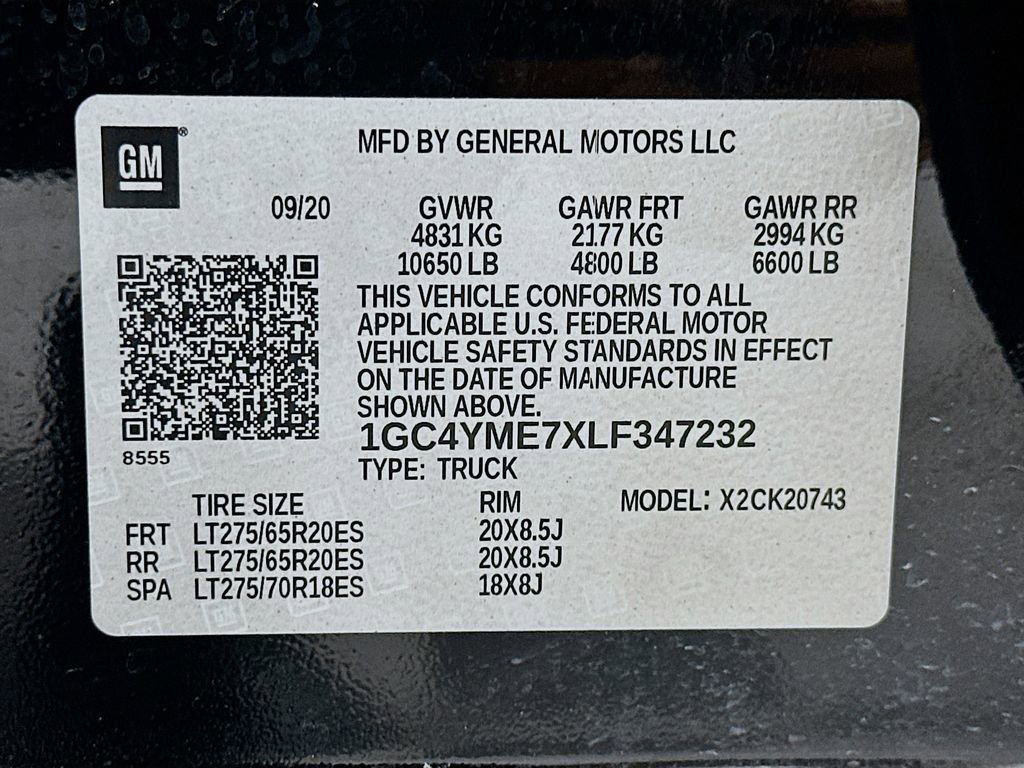 GM®
MFD BY GENERAL MOTORS LLC
09/20 GVWR GAWR FRT GAWR RR
4831 KG 2177 KG 2994 KG
10650 LB 4800 LB 6600 LB
THIS VEHICLE CONFORMS TO ALL
APPLICABLE U.S. FEDERAL MOTOR
VEHICLE SAFETY STANDARDS IN EFFECT
ON THE DATE OF MANUFACTURE
SHOWN ABOVE.
1GC4YME7XLF347232
8555
TYPE: TRUCK
TIRE SIZE RIM MODEL: X2CK20743
FRT LT275/65R20ES 20X8.5J
RR LT275/65R20ES 20X8.5J
SPA LT275/70R18ES 18X8J